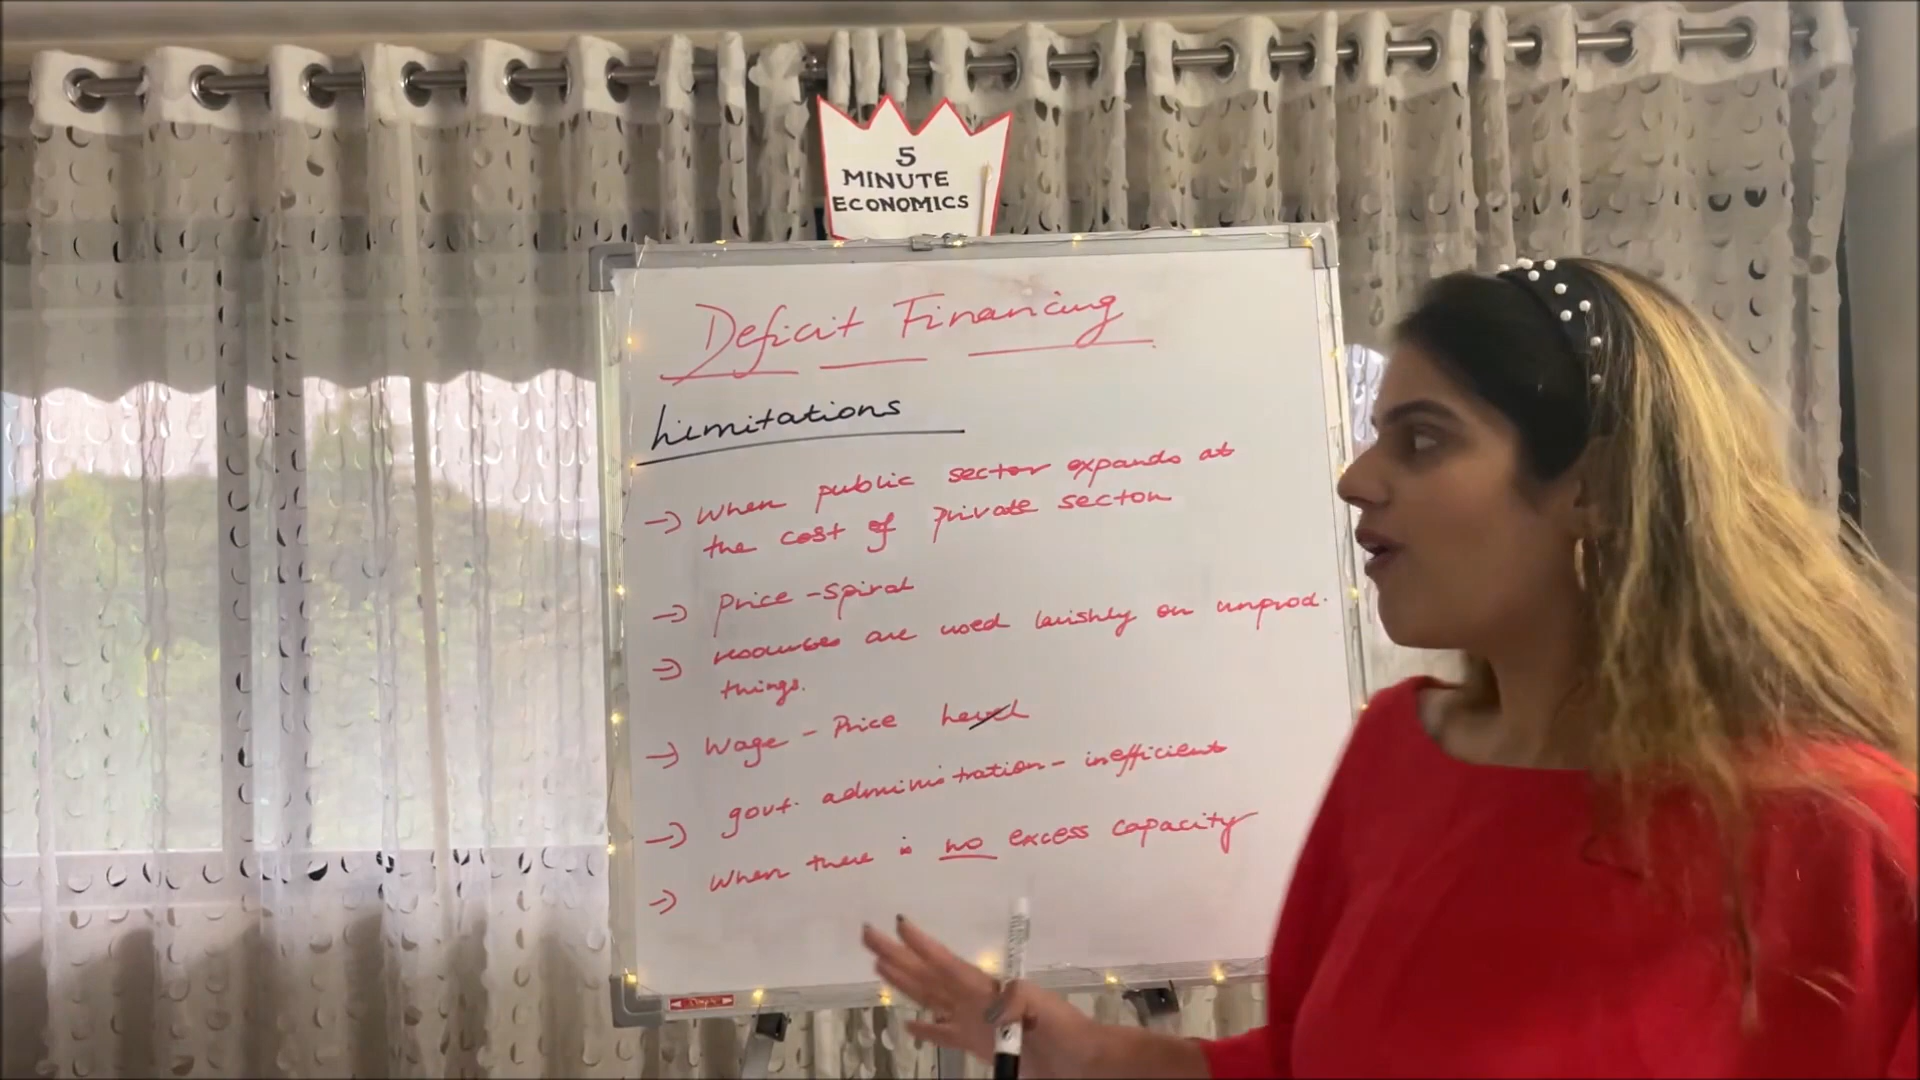 5
MINUTE
ECONOMICS
Deficit Financing
Limitations
→ When public sector expands at
the cost of private sector
→ Price - Spiral
→ resources are used lavishly on unprod.
things.
→ Wage - Price Level
→ govt. administration - inefficient
→ When there is no excess capacity